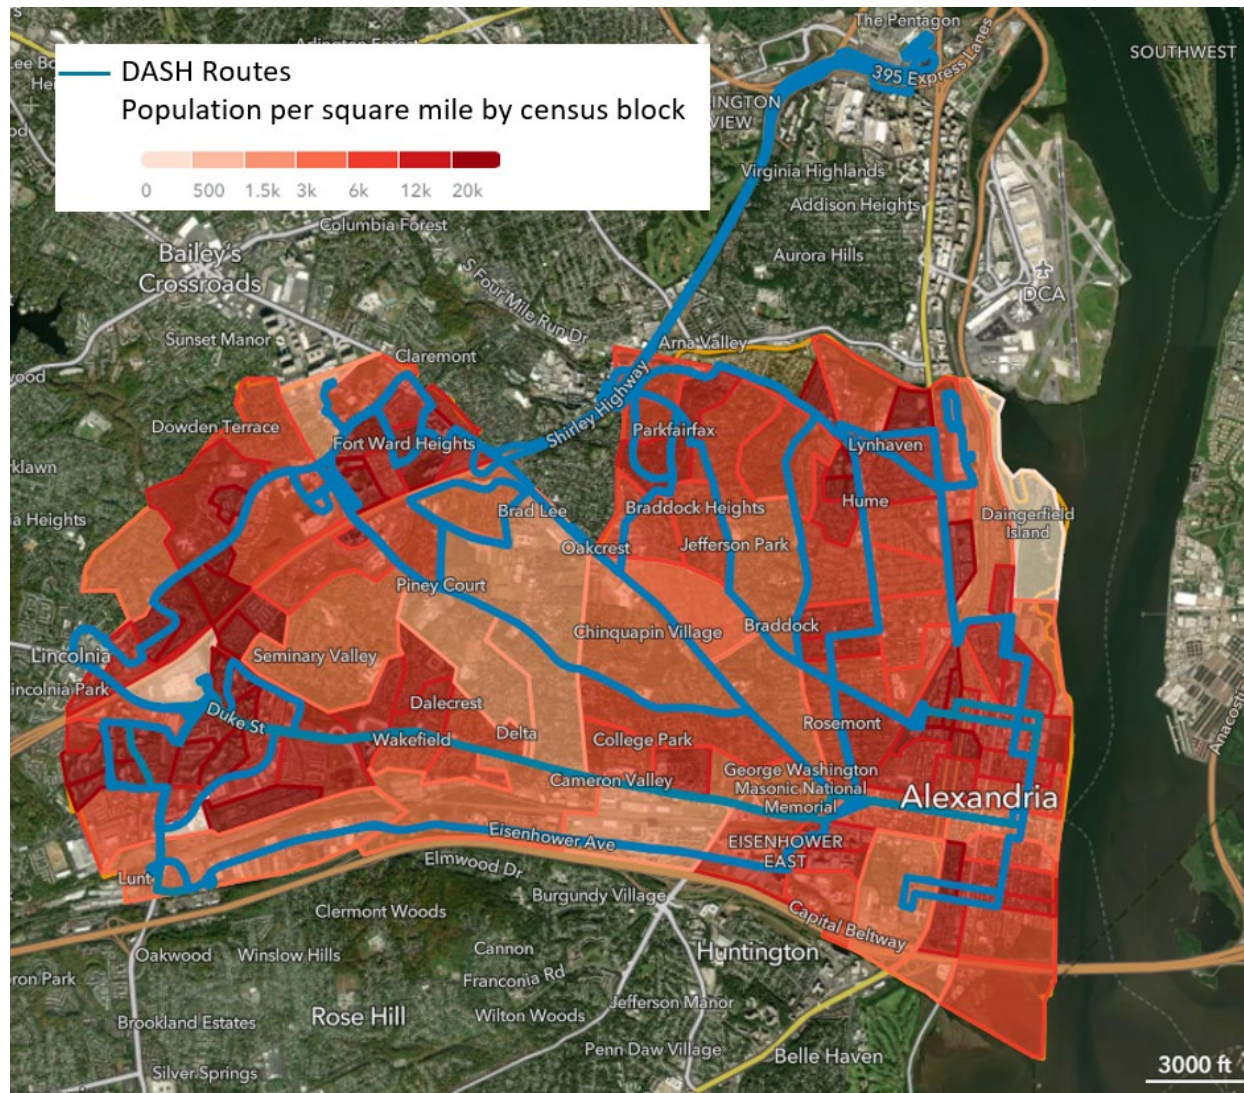 The Pentagon
SOUTHWEST
395 Express Lanes
DASH Routes
Population per square mile by census block
0 500 1.5k 3k 6k 12k 20k
VIEW
Virginia Highlands
Addison Heights
Columbia Forest
Aurora Hills
Bailey's
Crossroads
S Four Mile Run Dr
DCA
Sunset Manor
Claremont
Arna Valley
Shirley Highway
Dowden Terrace
Fort Ward Heights
Parkfairfax
Lynhaven
Brad Lee
Braddock Heights
Hume
Daingerfield
Island
Oakcrest
Jefferson Park
Piney Court
Chinquapin Village
Braddock
Lincolnia
Seminary Valley
Dalecrest
Duke St
Wakefield
Delta
College Park
Rosemont
Cameron Valley
George Washington
Masonic National
Memorial
Alexandria
Eisenhower Ave
EISENHOWER
EAST
Elmwood Dr
Burgundy Village
Clermont Woods
Capital Beltway
Oakwood
Winslow Hills
Cannon
Huntington
Franconia Rd
Rose Hill
Wilton Woods
Jefferson Manor
Brookland Estates
Penn Daw Village
Belle Haven
Silver Springs
3000 ft